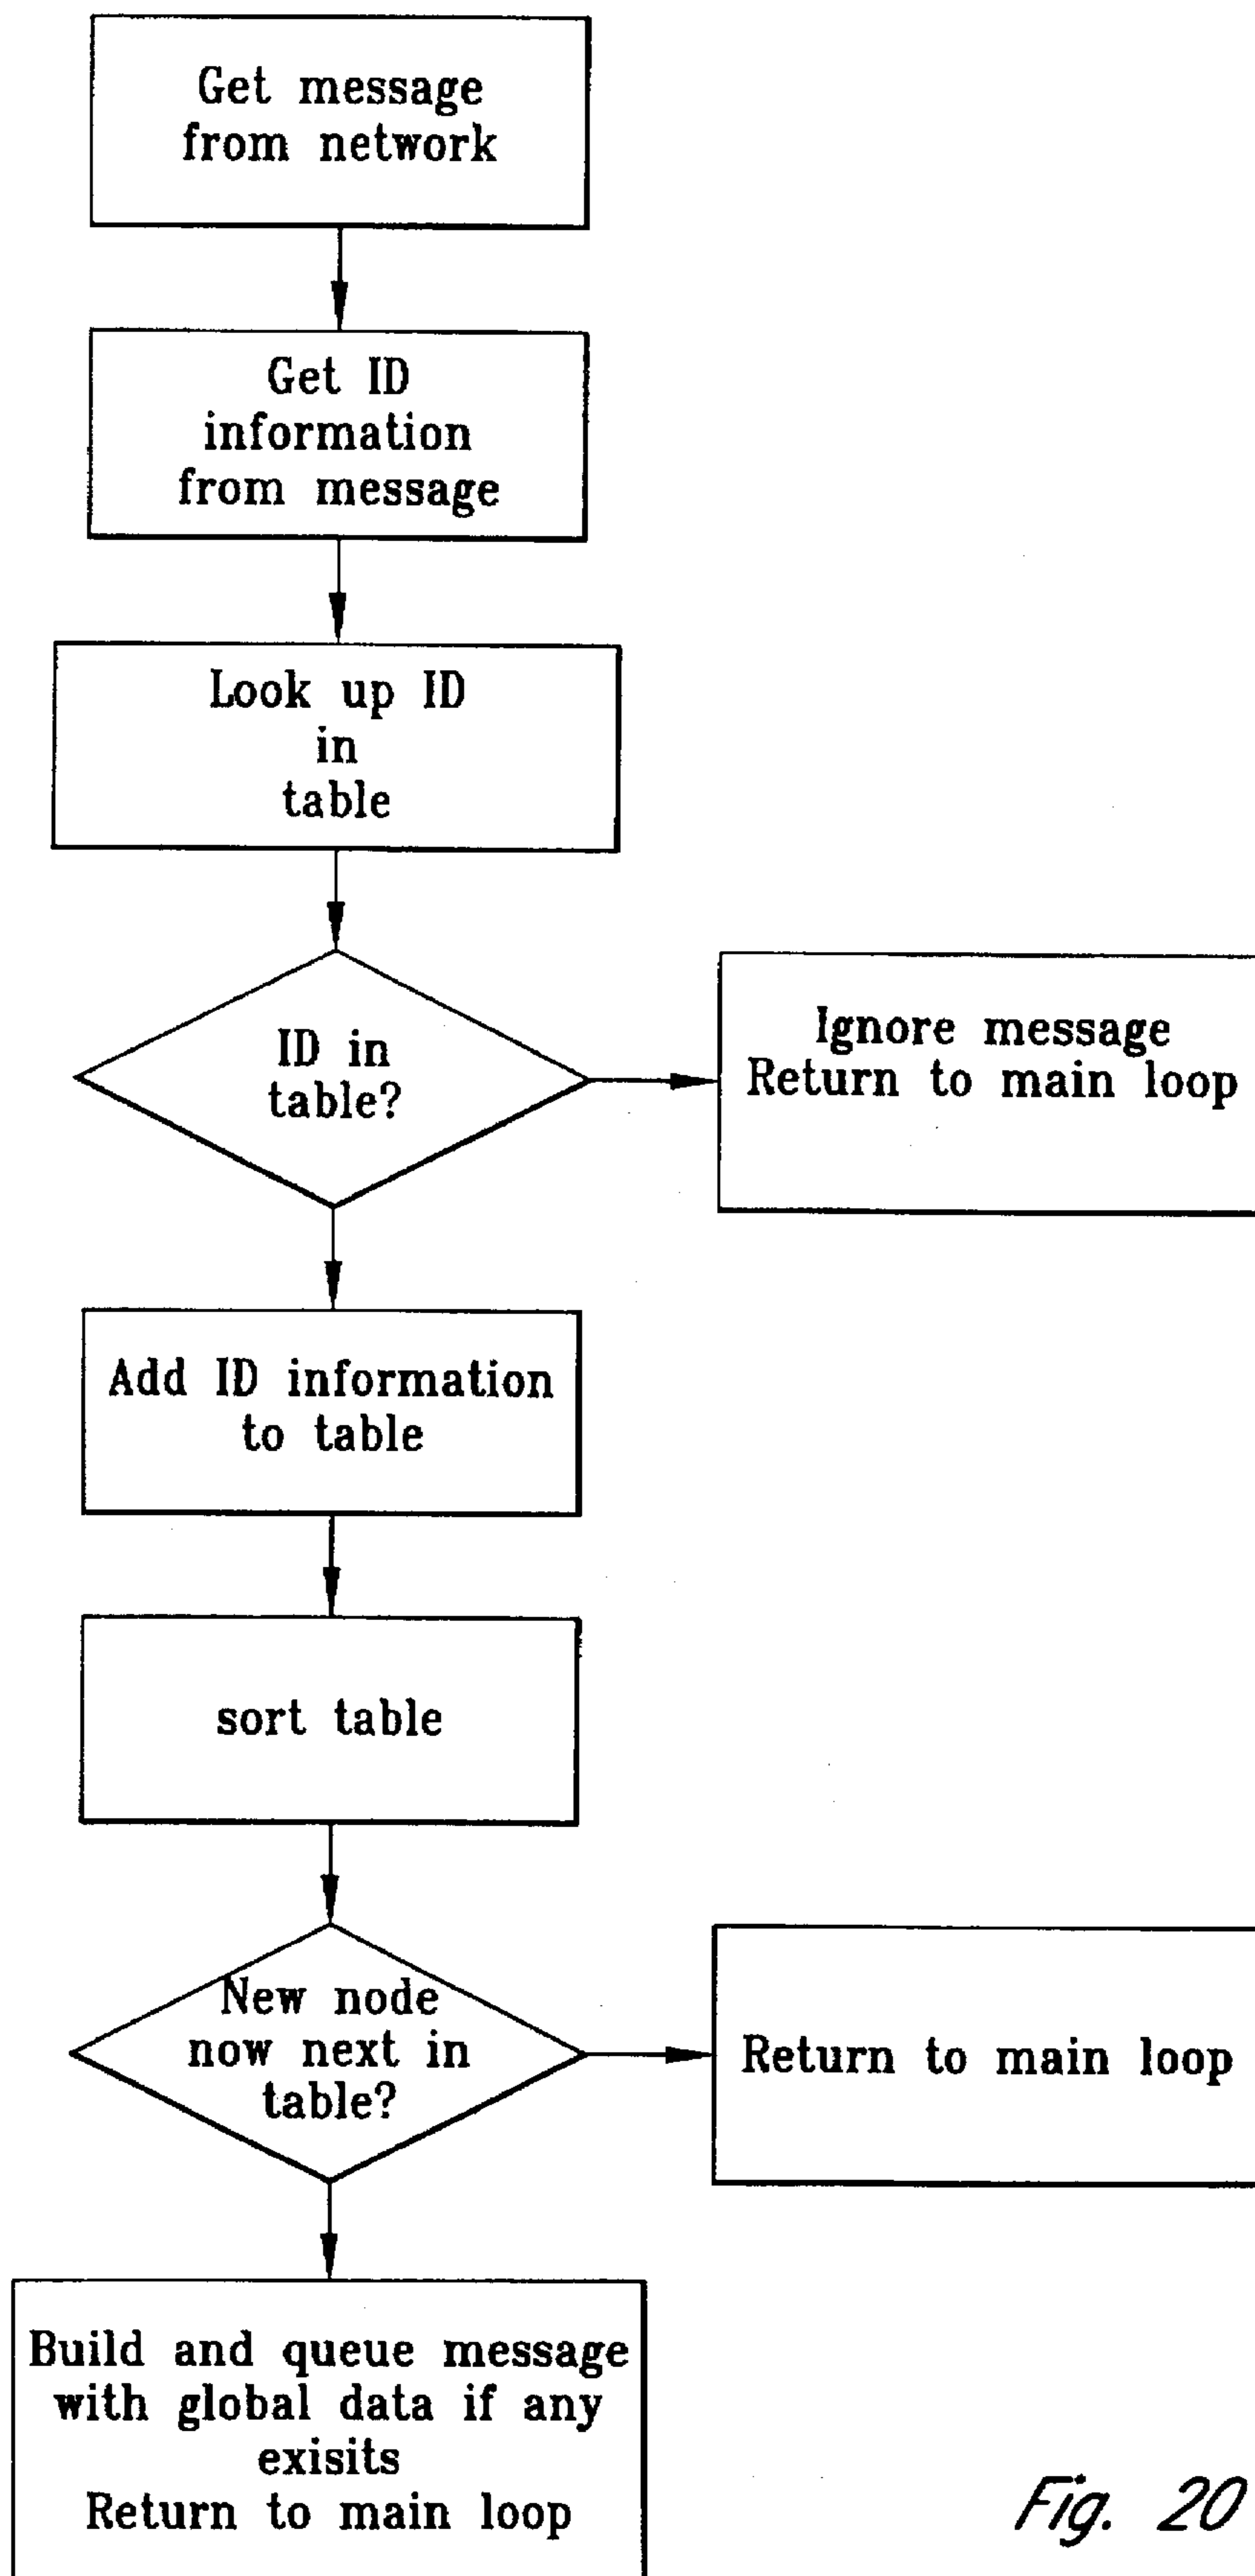 Get message
from network
Get ID
information
from message
Look up ID
in
table
ID in
table?
Ignore message
Return to main loop
Add ID information
to table
sort table
New node
now next in
table?
Return to main loop
Build and queue message
with global data if any
exisits
Return to main loop
Fig. 20